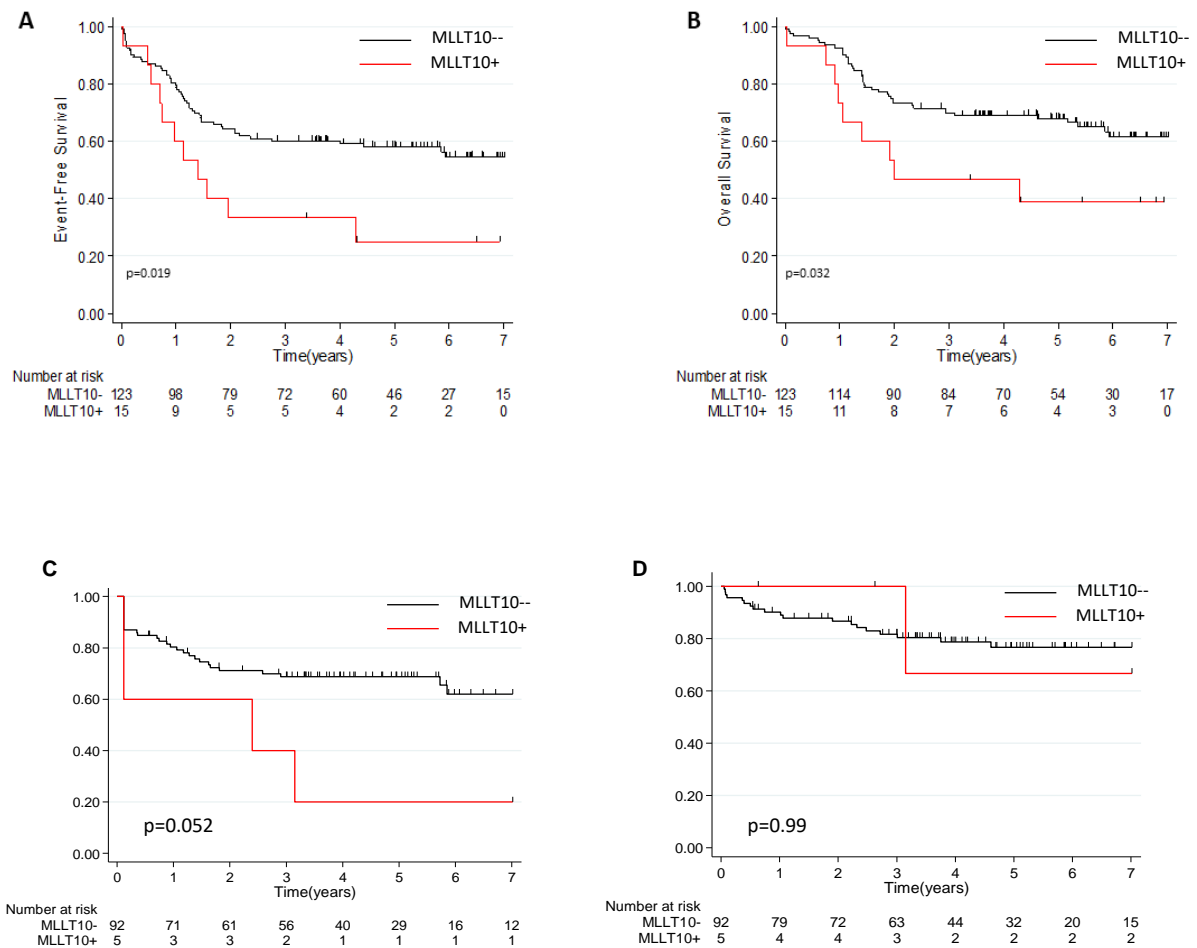 A
1.00
0.80
0.60
0.40
0.20
0.00
Event-Free Survival
MLLT10--
MLLT10+
p=0.019
0 1 2 3 4 5 6 7
Time(years)
Number at risk
MLLT10- 123 98 79 72 60 46 27 15
MLLT10+ 15 9 5 5 4 2 2 0
B
1.00
0.80
0.60
0.40
0.20
0.00
Overall Survival
MLLT10--
MLLT10+
p=0.032
0 1 2 3 4 5 6 7
Time(years)
Number at risk
MLLT10- 123 114 90 84 70 54 30 17
MLLT10+ 15 11 8 7 6 4 3 0
C
1.00
0.80
0.60
0.40
0.20
0.00
MLLT10--
MLLT10+
p=0.052
0 1 2 3 4 5 6 7
Time(years)
Number at risk
MLLT10- 92 71 61 56 40 29 16 12
MLLT10+ 5 3 3 2 1 1 1 1
D
1.00
0.80
0.60
0.40
0.20
0.00
MLLT10--
MLLT10+
p=0.99
0 1 2 3 4 5 6 7
Time(years)
Number at risk
MLLT10- 92 79 72 63 44 32 20 15
MLLT10+ 5 4 4 3 2 2 2 2